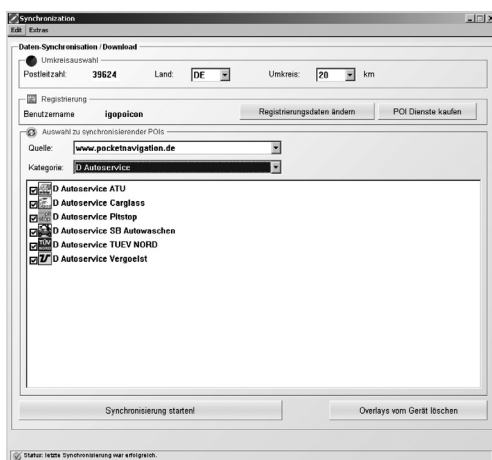 Synchronization
Edit Extras
Daten-Synchronisation / Download
Umkreisauswahl
Postleitzahl: 39624 Land: DE Umkreis: 20 km
Registrierung
Benutzername igopoicon Registrierungsdaten ändern POI Dienste kaufen
Auswahl zu synchronisierender POIs
Quelle: www.pocketnavigation.de
Kategorie: D Autoservice
D Autoservice ATU
D Autoservice Carglass
D Autoservice Pitstop
D Autoservice SB Autowaschen
D Autoservice TUEV NORD
D Autoservice Vergoelst
Synchronisierung starten! Overlays vom Gerät löschen
Status: letzte Synchronisierung war erfolgreich.